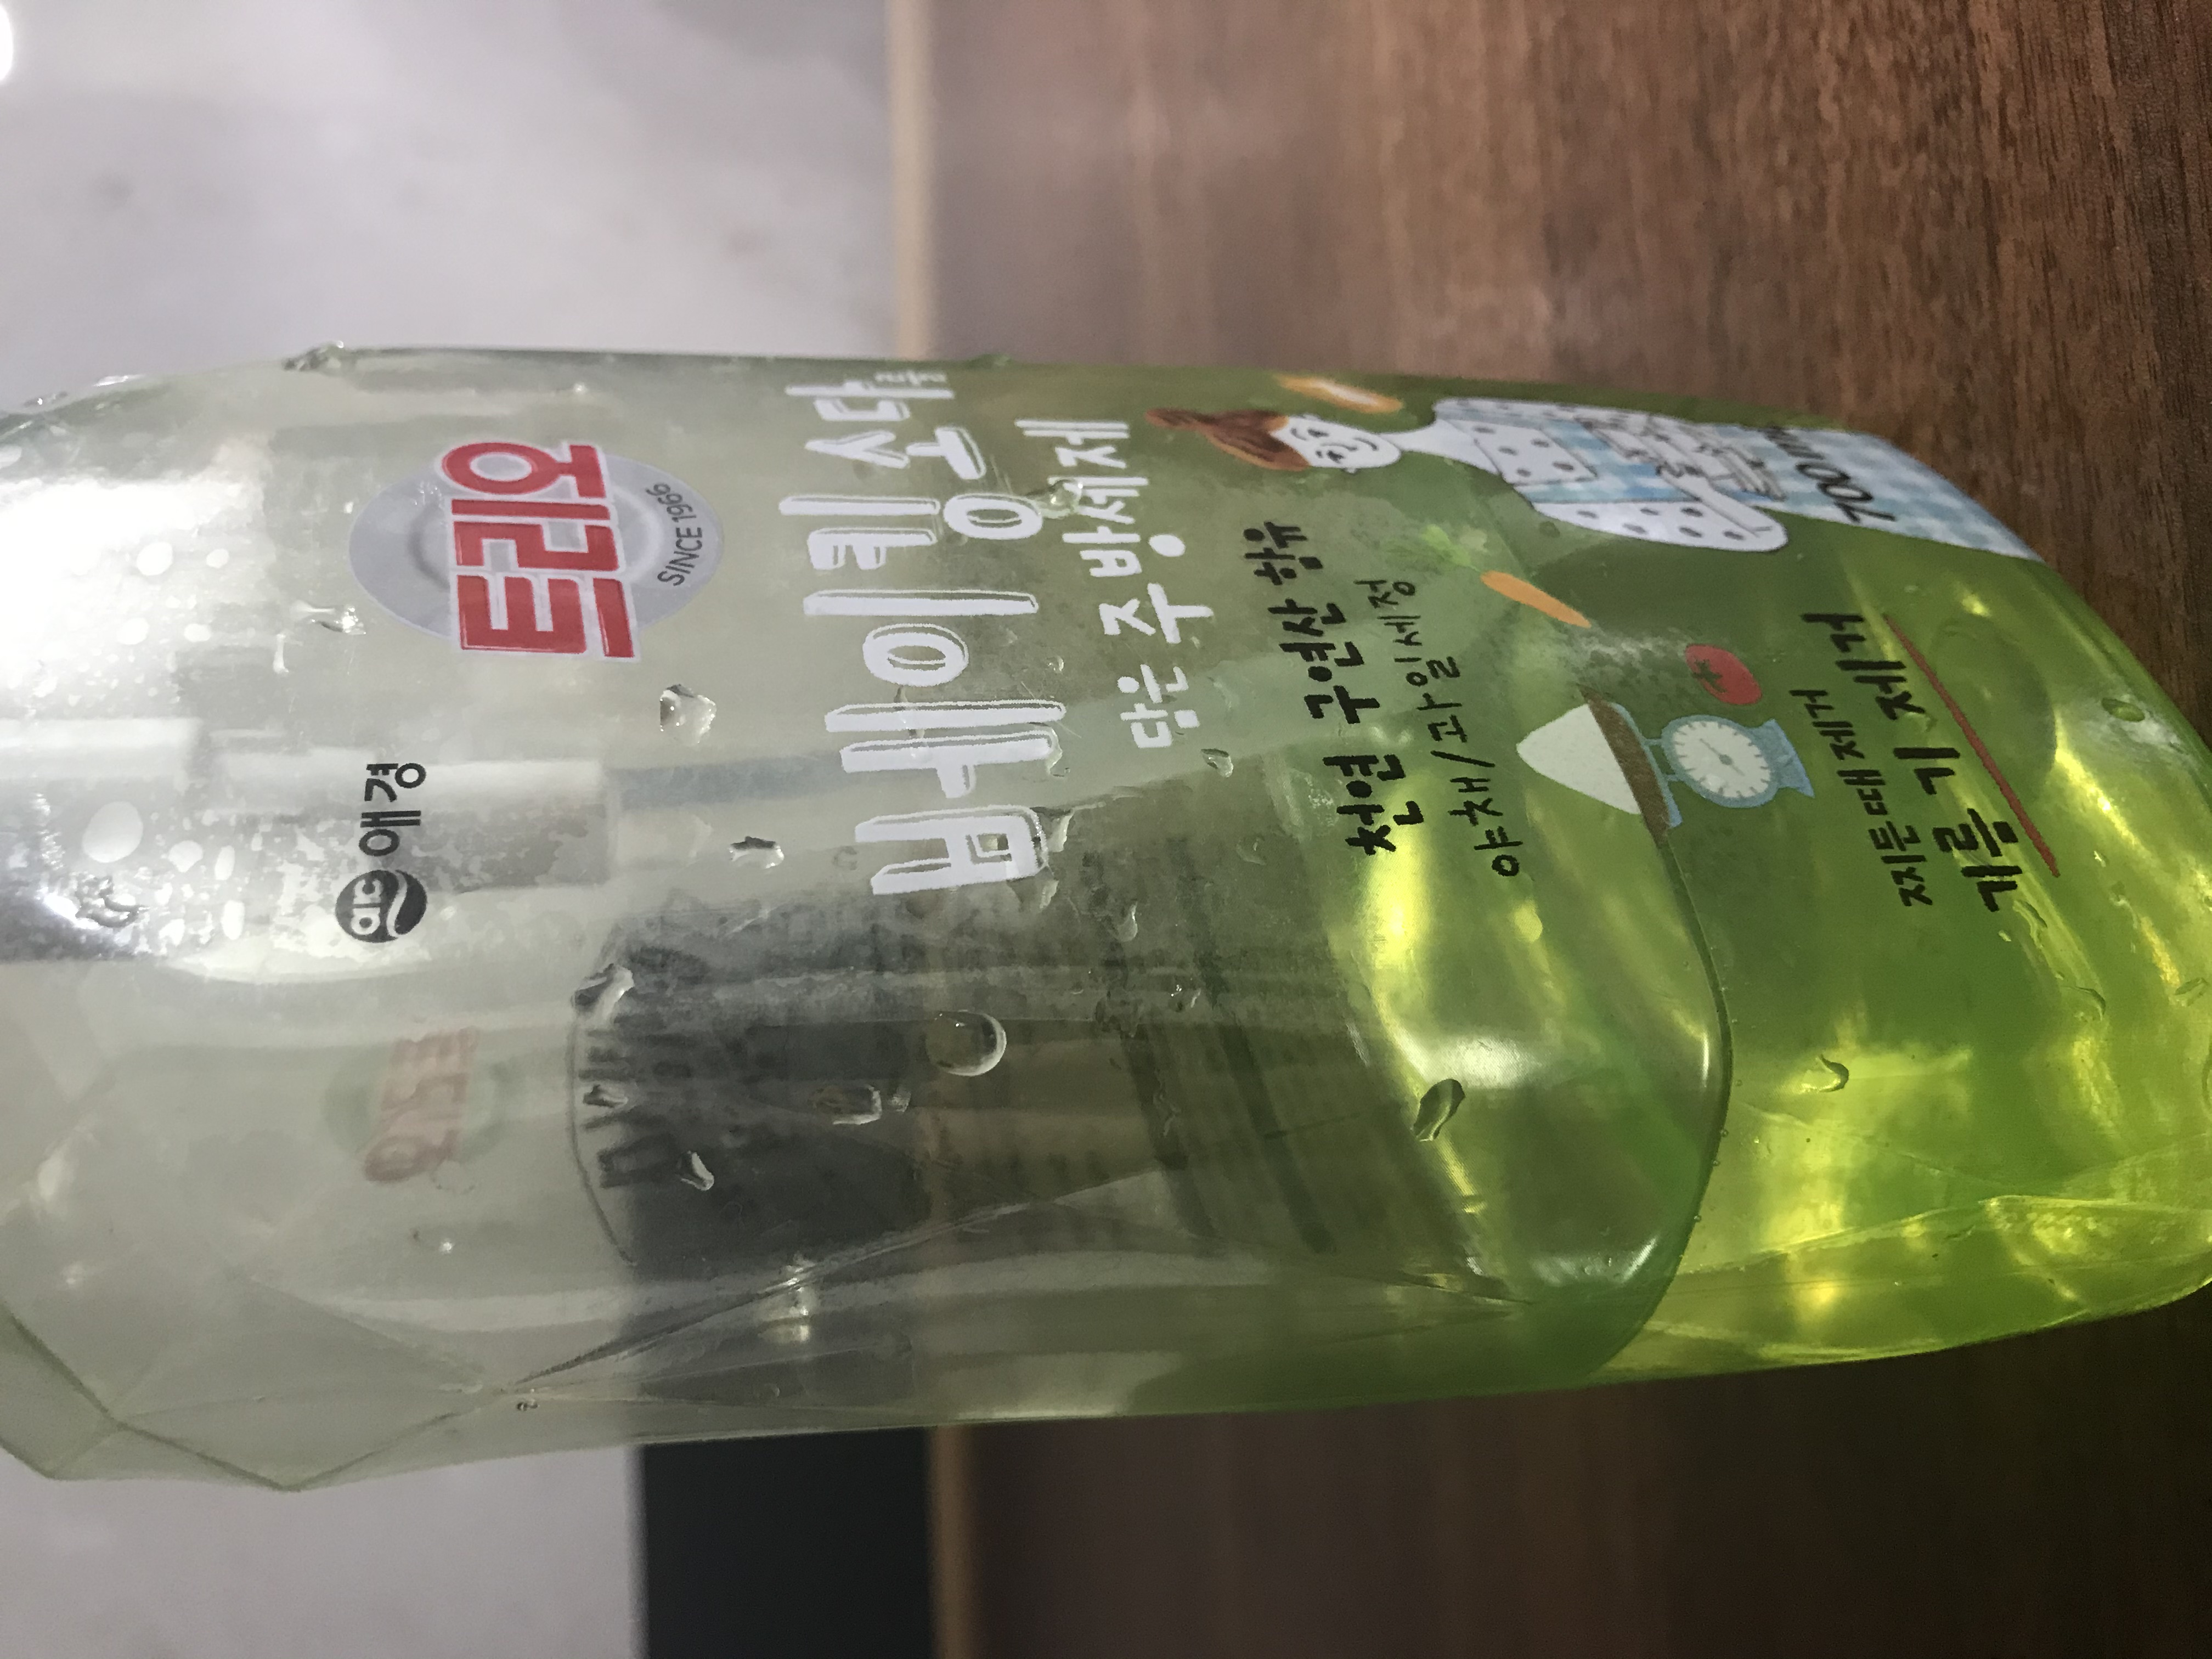 애경
트리오
SINCE 1966
베이킹소다를
담은 주방세제
천연 구연산 함유
야채/과일세정
찌든때 제거
기름기 제거
700 mL